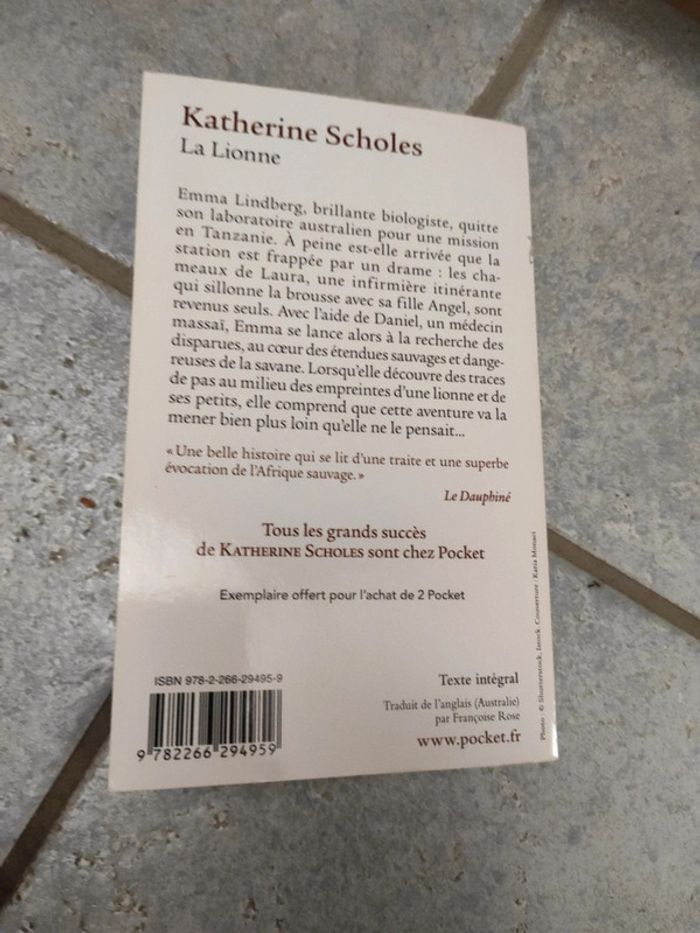 Katherine Scholes
La Lionne
Emma Lindberg, brillante biologiste, quitte
son laboratoire australien pour une mission
en Tanzanie. À peine est-elle arrivée que la
station est frappée par un drame : les cha-
meaux de Laura, une infirmière itinérante
qui sillonne la brousse avec sa fille Angel, sont
revenus seuls. Avec l'aide de Daniel, un médecin
massaï, Emma se lance alors à la recherche des
disparues, au cœur des étendues sauvages et dange-
reuses de la savane. Lorsqu'elle découvre des traces
de pas au milieu des empreintes d'une lionne et de
ses petits, elle comprend que cette aventure va la
mener bien plus loin qu'elle ne le pensait...
« Une belle histoire qui se lit d'une traite et une superbe
évocation de l'Afrique sauvage. »
Le Dauphiné
Tous les grands succès
de KATHERINE SCHOLES sont chez Pocket
Exemplaire offert pour l'achat de 2 Pocket
ISBN 978-2-266-29495-9
9 782266 294959
Texte intégral
Traduit de l'anglais (Australie)
par Françoise Rose
www.pocket.fr
Photo : © Shutterstock, Istock. Couverture : Katia Monaci